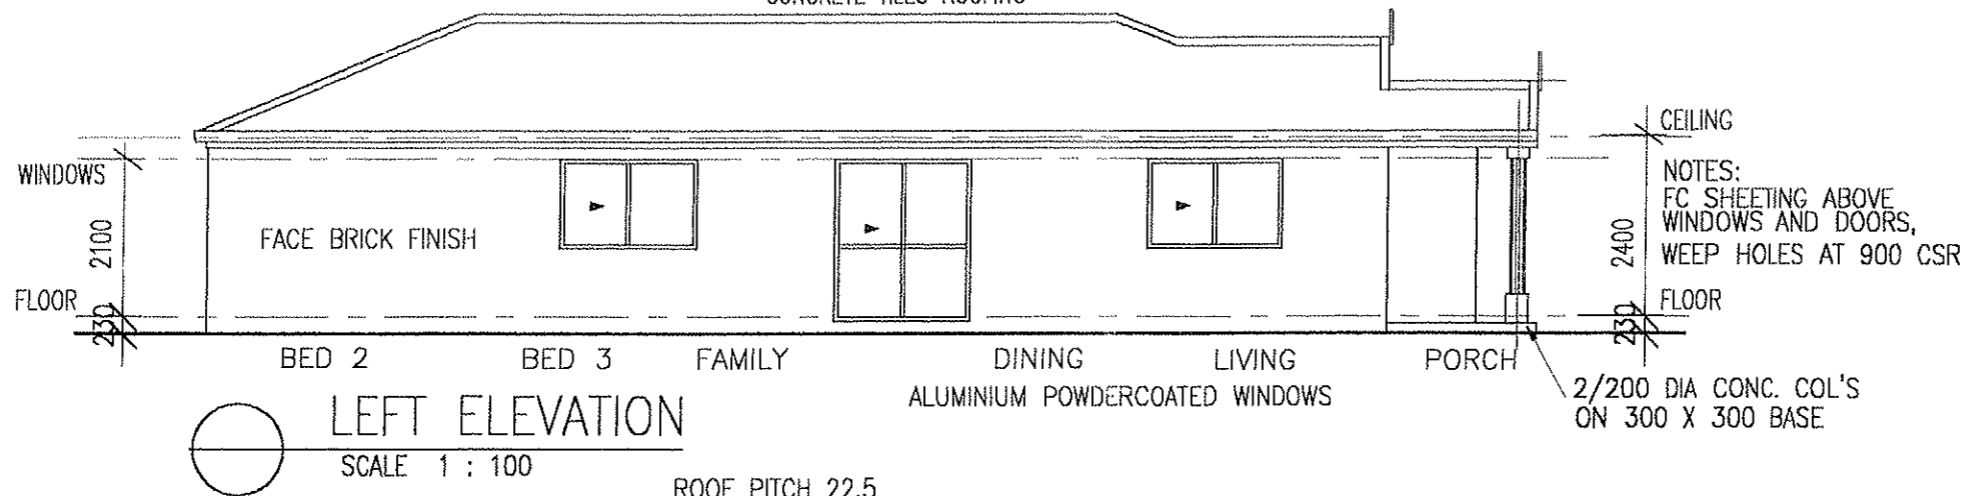 CEILING
WINDOWS
NOTES:
FC SHEETING ABOVE
WINDOWS AND DOORS,
WEEP HOLES AT 900 CSR
FACE BRICK FINISH
2100
2400
FLOOR
FLOOR
230
230
BED 2 BED 3 FAMILY DINING LIVING PORCH
ALUMINIUM POWDERCOATED WINDOWS
2/200 DIA CONC. COL'S
ON 300 X 300 BASE
LEFT ELEVATION
SCALE 1 : 100
ROOF PITCH 22.5